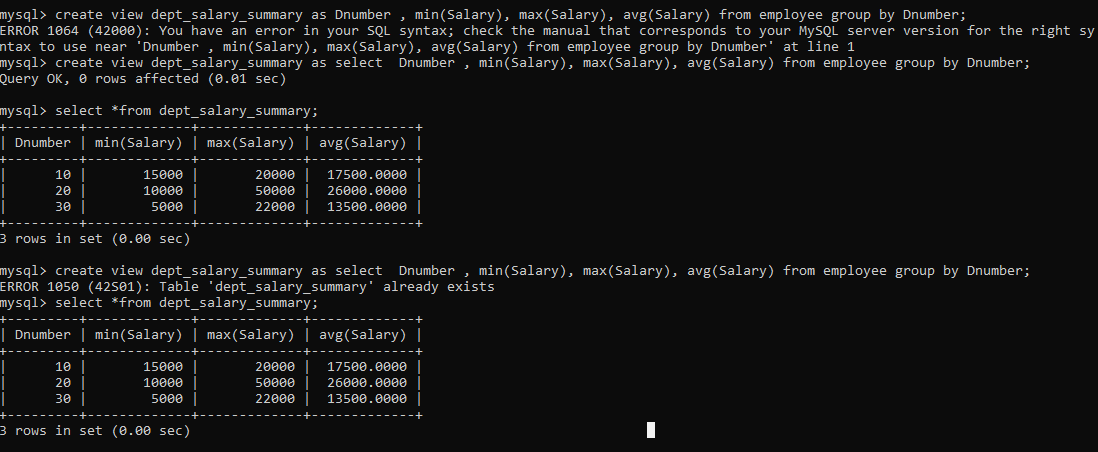 mysql> create view dept_salary_summary as Dnumber , min(Salary), max(Salary), avg(Salary) from employee group by Dnumber;
ERROR 1064 (42000): You have an error in your SQL syntax; check the manual that corresponds to your MySQL server version for the right sy
ntax to use near 'Dnumber , min(Salary), max(Salary), avg(Salary) from employee group by Dnumber' at line 1
mysql> create view dept_salary_summary as select  Dnumber , min(Salary), max(Salary), avg(Salary) from employee group by Dnumber;
Query OK, 0 rows affected (0.01 sec)

mysql> select *from dept_salary_summary;
+---------+-------------+-------------+-------------+
| Dnumber | min(Salary) | max(Salary) | avg(Salary) |
+---------+-------------+-------------+-------------+
|      10 |       15000 |       20000 |  17500.0000 |
|      20 |       10000 |       50000 |  26000.0000 |
|      30 |        5000 |       22000 |  13500.0000 |
+---------+-------------+-------------+-------------+
3 rows in set (0.00 sec)

mysql> create view dept_salary_summary as select  Dnumber , min(Salary), max(Salary), avg(Salary) from employee group by Dnumber;
ERROR 1050 (42S01): Table 'dept_salary_summary' already exists
mysql> select *from dept_salary_summary;
+---------+-------------+-------------+-------------+
| Dnumber | min(Salary) | max(Salary) | avg(Salary) |
+---------+-------------+-------------+-------------+
|      10 |       15000 |       20000 |  17500.0000 |
|      20 |       10000 |       50000 |  26000.0000 |
|      30 |        5000 |       22000 |  13500.0000 |
+---------+-------------+-------------+-------------+
3 rows in set (0.00 sec)